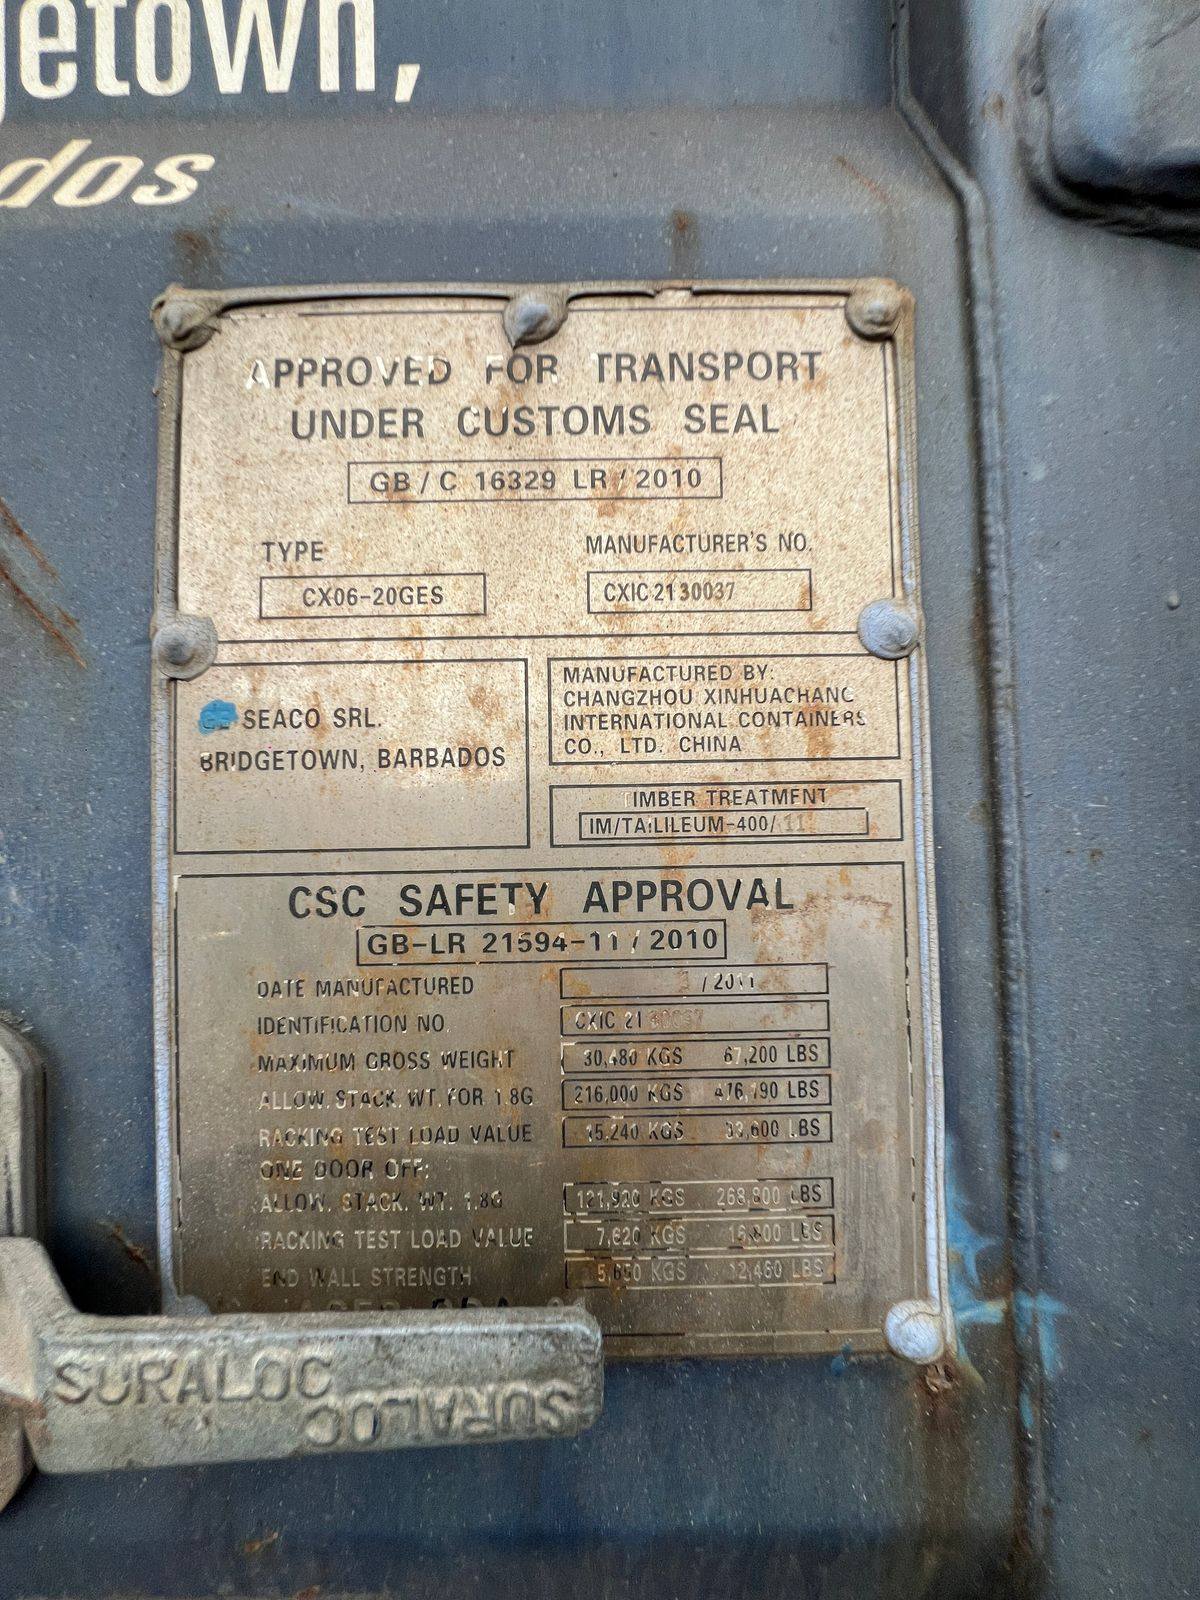 getown,
dos
APPROVED FOR TRANSPORT
UNDER CUSTOMS SEAL
GB / C 16329 LR / 2010
TYPE
MANUFACTURER'S NO.
CX06-20GES
CXIC 2130037
SEACO SRL.
BRIDGETOWN, BARBADOS
MANUFACTURED BY:
CHANGZHOU XINHUACHANG
INTERNATIONAL CONTAINERS
CO., LTD. CHINA
TIMBER TREATMENT
IM/TAILILEUM-400/11
CSC SAFETY APPROVAL
GB-LR 21594-11 / 2010
DATE MANUFACTURED / 2011
IDENTIFICATION NO. CXIC 2130037
MAXIMUM GROSS WEIGHT 30,480 KGS 67,200 LBS
ALLOW. STACK. WT. FOR 1.8G 216,000 KGS 476,190 LBS
RACKING TEST LOAD VALUE 15,240 KGS 33,600 LBS
ONE DOOR OFF:
ALLOW. STACK. WT. 1.8G 121,920 KGS 268,800 LBS
RACKING TEST LOAD VALUE 7,620 KGS 16,800 LBS
END WALL STRENGTH 5,650 KGS 12,460 LBS
SURALOC
SURALOC